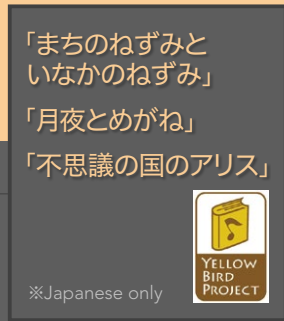 「まちのねずみと
いなかのねずみ」
「月夜とめがね」
「不思議の国のアリス」
YELLOW
BIRD
PROJECT
※Japanese only